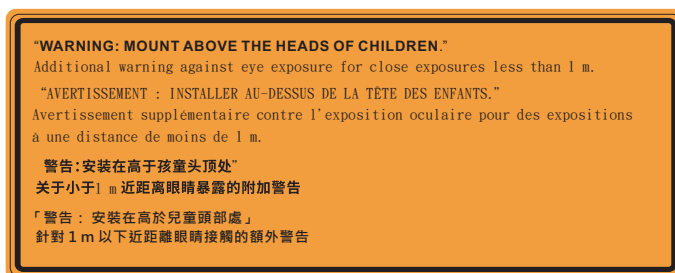 “WARNING: MOUNT ABOVE THE HEADS OF CHILDREN.”
Additional warning against eye exposure for close exposures less than 1 m.
“AVERTISSEMENT : INSTALLER AU-DESSUS DE LA TÊTE DES ENFANTS.”
Avertissement supplémentaire contre l'exposition oculaire pour des expositions
à une distance de moins de 1 m.
警告:安装在高于孩童头顶处”
关于小于1 m 近距离眼睛暴露的附加警告
「警告： 安裝在高於兒童頭部處」
針對 1 m 以下近距離眼睛接觸的額外警告